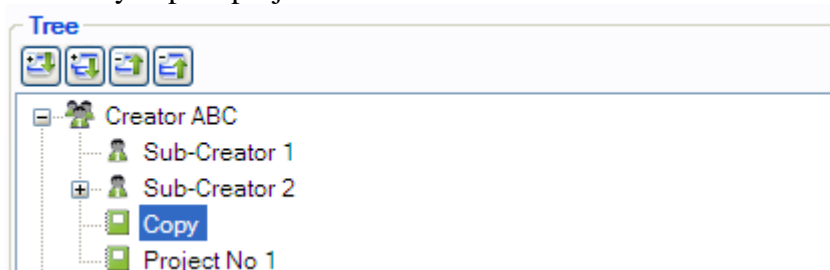 Tree
Creator ABC
Sub-Creator 1
Sub-Creator 2
Copy
Project No 1